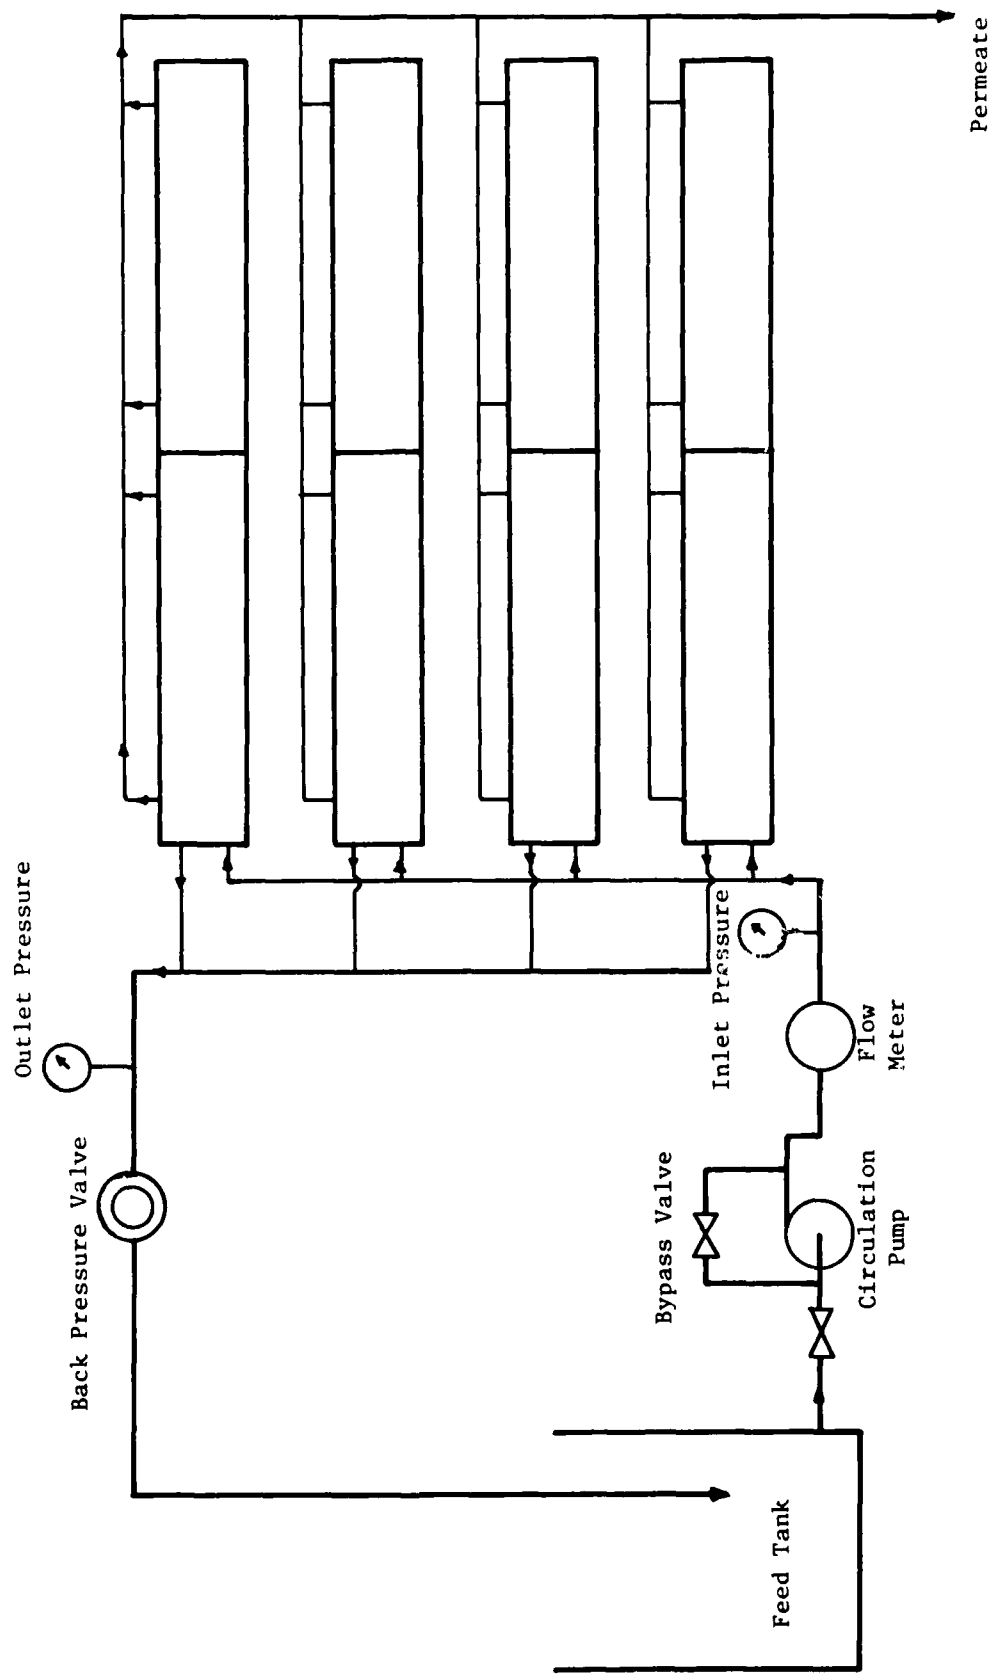 Outlet Pressure
Back Pressure Valve
Inlet Pressure
Bypass Valve
Flow
Meter
Circulation
Pump
Feed Tank
Permeate